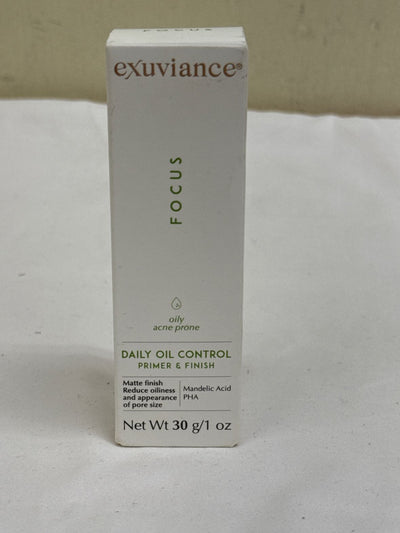 FOCUS
exuviance®
FOCUS
oily
acne prone
DAILY OIL CONTROL
PRIMER & FINISH
Matte finish
Reduce oiliness
and appearance
of pore size
Mandelic Acid
PHA
Net Wt 30 g/1 oz